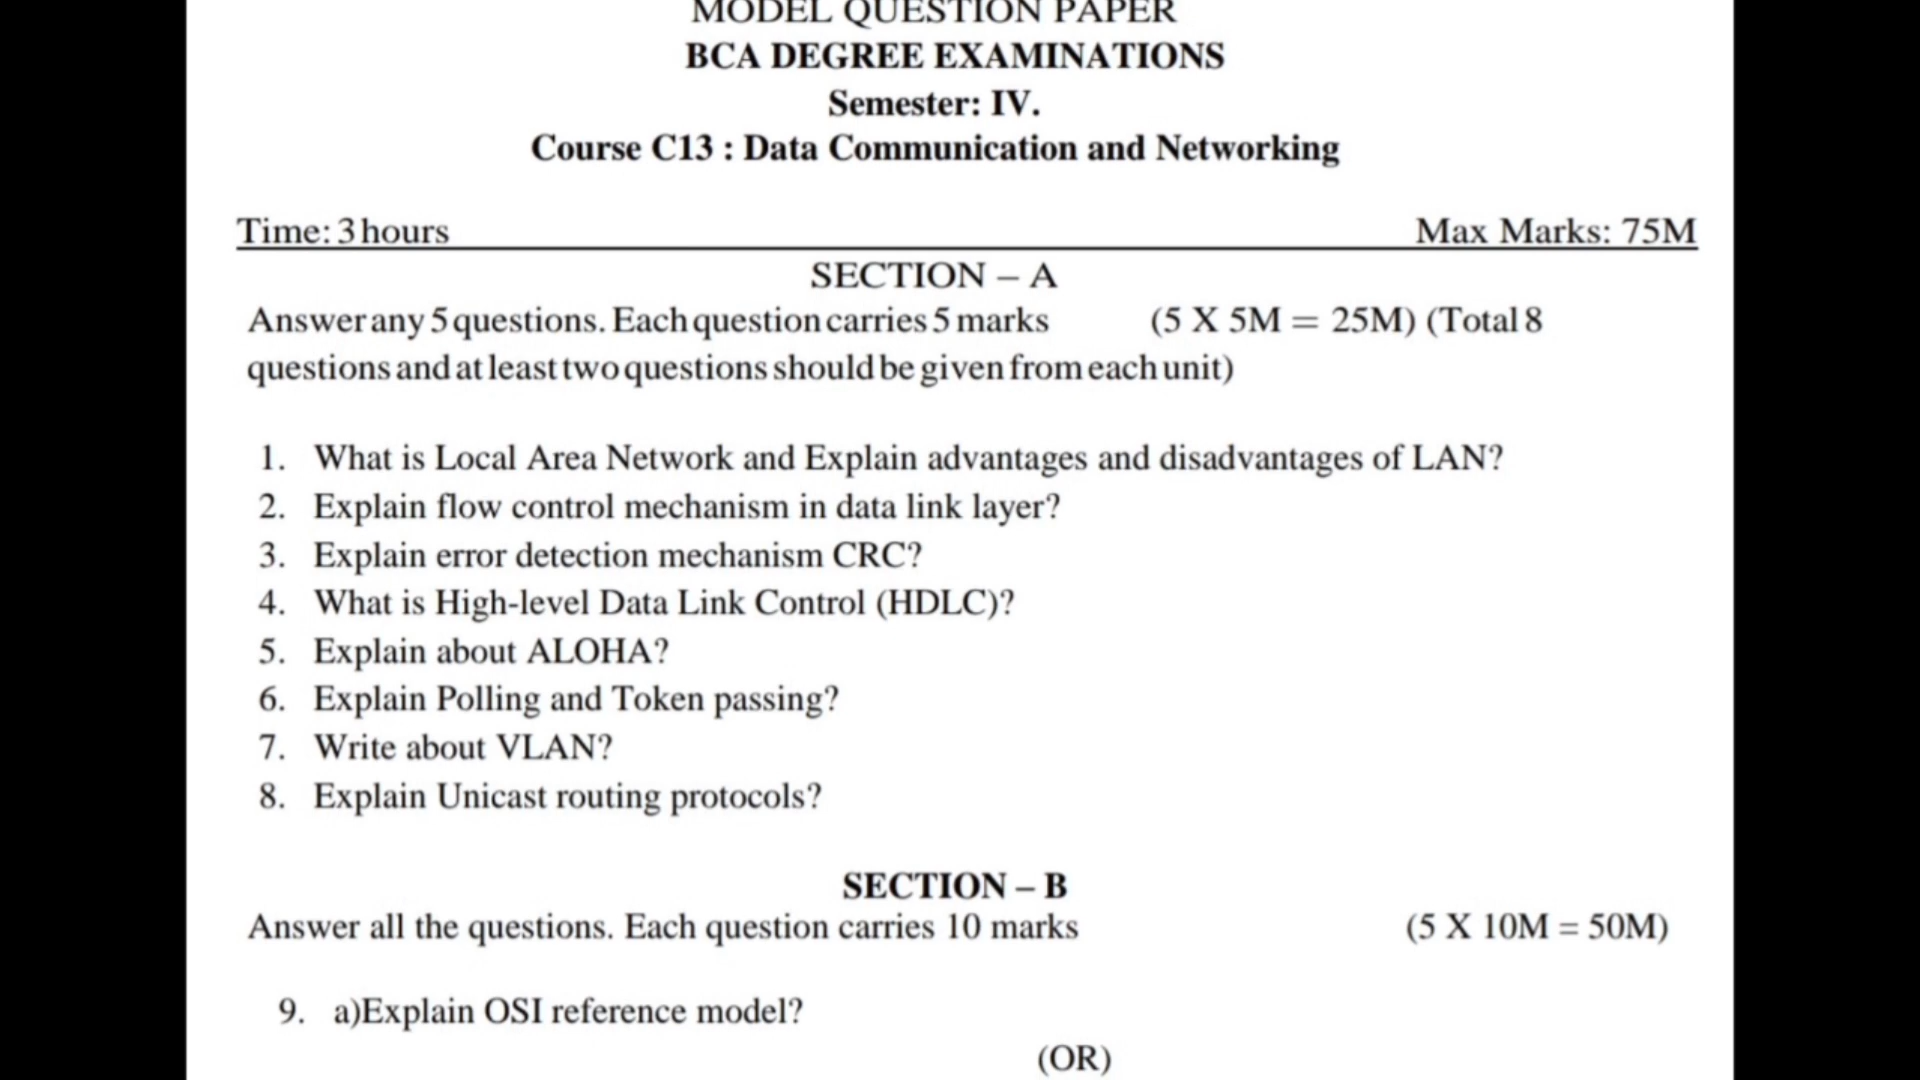 MODEL QUESTION PAPER
BCA DEGREE EXAMINATIONS
Semester: IV.
Course C13 : Data Communication and Networking
Time: 3 hours Max Marks: 75M
SECTION – A
Answer any 5 questions. Each question carries 5 marks (5 X 5M = 25M) (Total 8
questions and at least two questions should be given from each unit)
1. What is Local Area Network and Explain advantages and disadvantages of LAN?
2. Explain flow control mechanism in data link layer?
3. Explain error detection mechanism CRC?
4. What is High-level Data Link Control (HDLC)?
5. Explain about ALOHA?
6. Explain Polling and Token passing?
7. Write about VLAN?
8. Explain Unicast routing protocols?
SECTION – B
Answer all the questions. Each question carries 10 marks (5 X 10M = 50M)
9. a)Explain OSI reference model?
(OR)